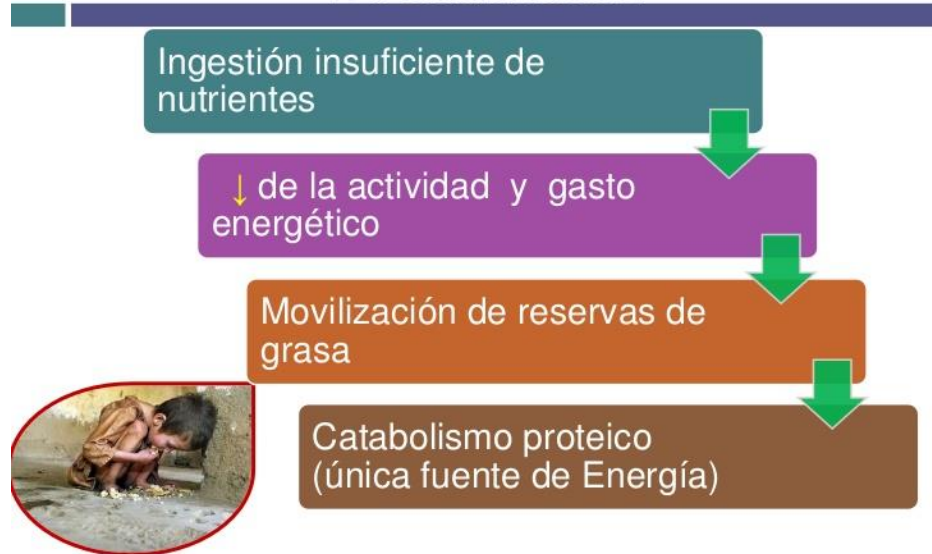 Ingestión insuficiente de
nutrientes
↓ de la actividad y gasto
energético
Movilización de reservas de
grasa
Catabolismo proteico
(única fuente de Energía)